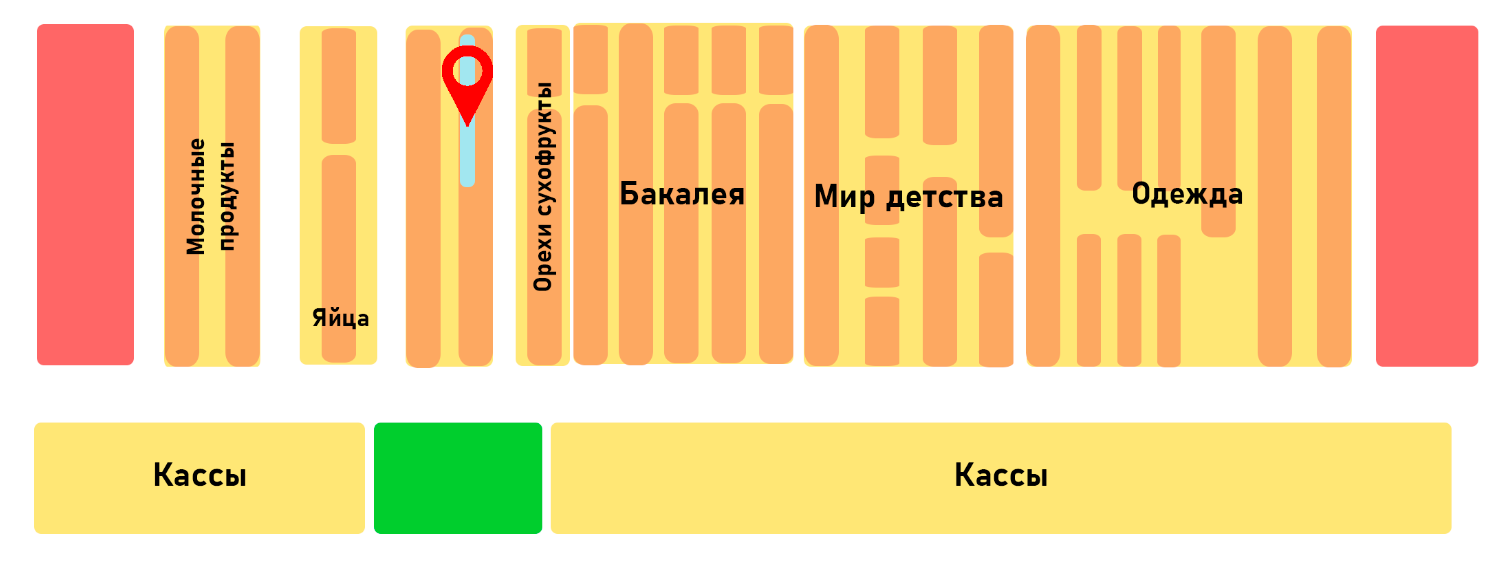 Молочные
продукты
Яйца
Орехи сухофрукты
Бакалея
Мир детства
Одежда
Кассы
Кассы